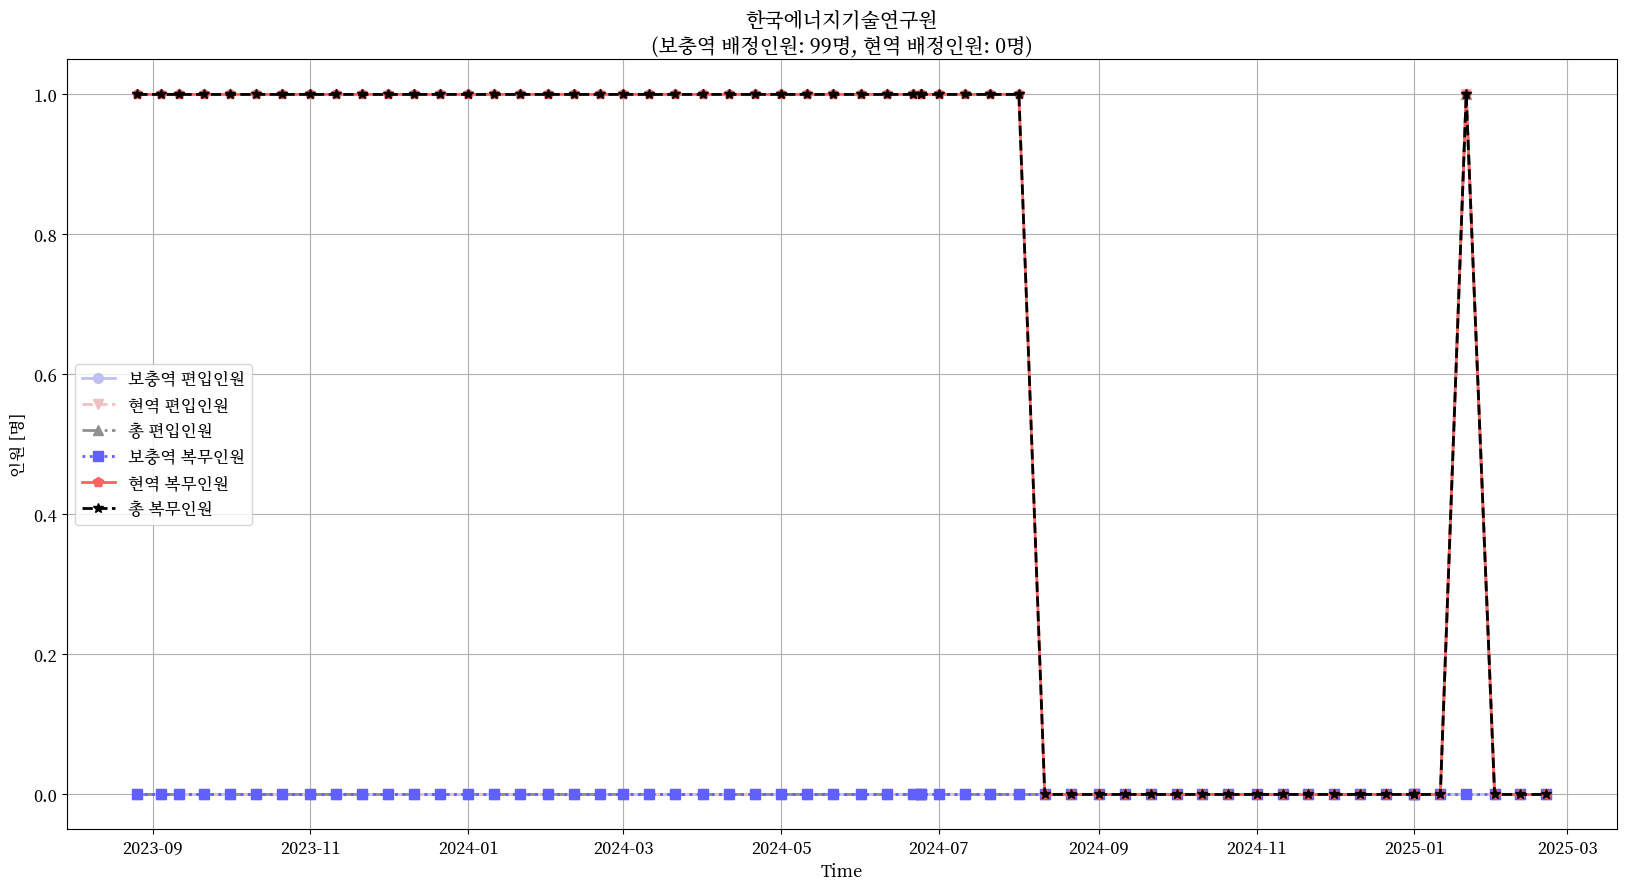 한국에너지기술연구원
(보충역 배정인원: 99명, 현역 배정인원: 0명)
인원 [명]
1.0
0.8
0.6
0.4
0.2
0.0
보충역 편입인원
현역 편입인원
총 편입인원
보충역 복무인원
현역 복무인원
총 복무인원
2023-09
2023-11
2024-01
2024-03
2024-05
2024-07
2024-09
2024-11
2025-01
2025-03
Time